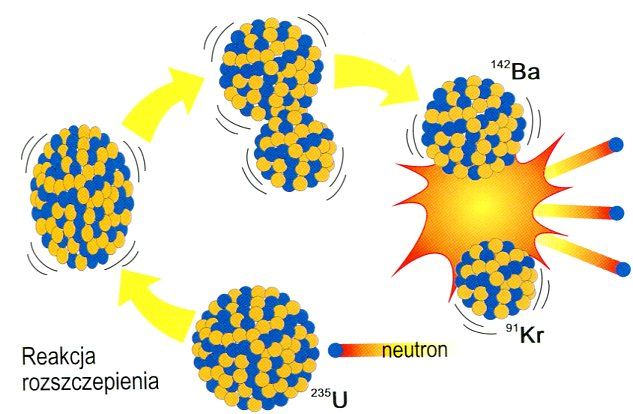 ¹⁴²Ba
⁹¹Kr
neutron
²³⁵U
Reakcja
rozszczepienia